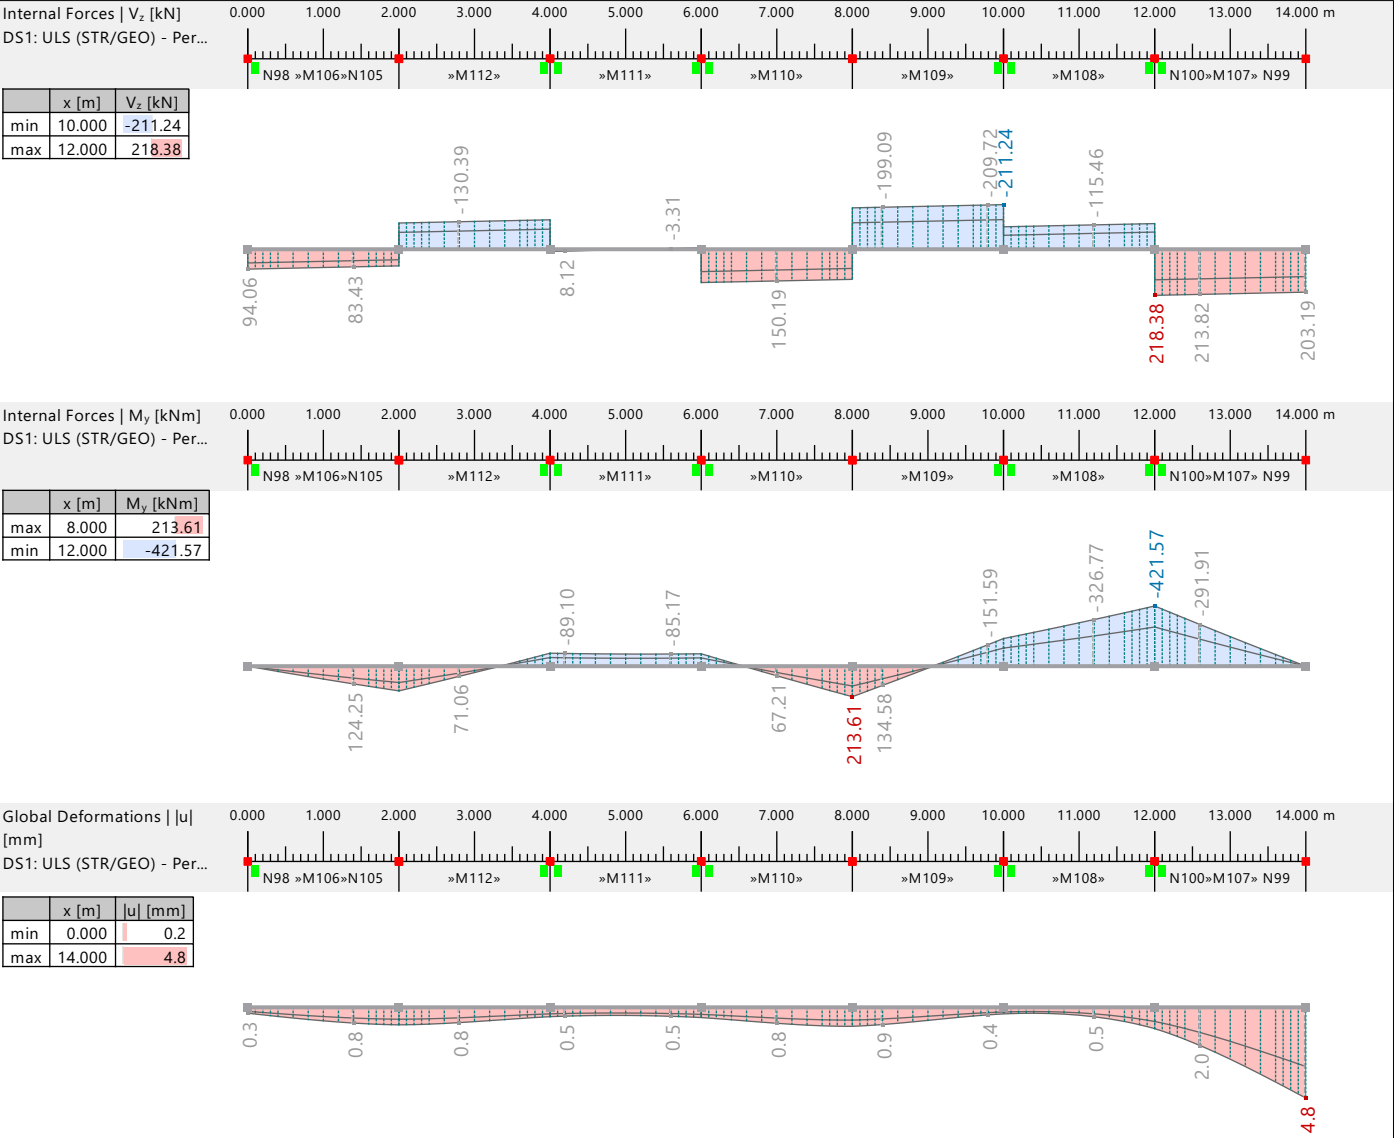 Internal Forces | Vz [kN]
0.000 1.000 2.000 3.000 4.000 5.000 6.000 7.000 8.000 9.000 10.000 11.000 12.000 13.000 14.000 m
DS1: ULS (STR/GEO) - Per...
N98 »M106»N105 »M112» »M111» »M110» »M109» »M108» N100»M107» N99
x [m] Vz [kN]
min 10.000 -211.24
max 12.000 218.38
94.06
83.43
-130.39
8.12
-3.31
150.19
-199.09
-209.72
-211.24
-115.46
218.38
213.82
203.19
Internal Forces | My [kNm]
0.000 1.000 2.000 3.000 4.000 5.000 6.000 7.000 8.000 9.000 10.000 11.000 12.000 13.000 14.000 m
DS1: ULS (STR/GEO) - Per...
N98 »M106»N105 »M112» »M111» »M110» »M109» »M108» N100»M107» N99
x [m] My [kNm]
max 8.000 213.61
min 12.000 -421.57
124.25
71.06
-89.10
-85.17
67.21
213.61
134.58
-151.59
-326.77
-421.57
-291.91
Global Deformations | |u|
[mm]
0.000 1.000 2.000 3.000 4.000 5.000 6.000 7.000 8.000 9.000 10.000 11.000 12.000 13.000 14.000 m
DS1: ULS (STR/GEO) - Per...
N98 »M106»N105 »M112» »M111» »M110» »M109» »M108» N100»M107» N99
x [m] |u| [mm]
min 0.000 0.2
max 14.000 4.8
0.3
0.8
0.8
0.5
0.5
0.8
0.9
0.4
0.5
2.0
4.8